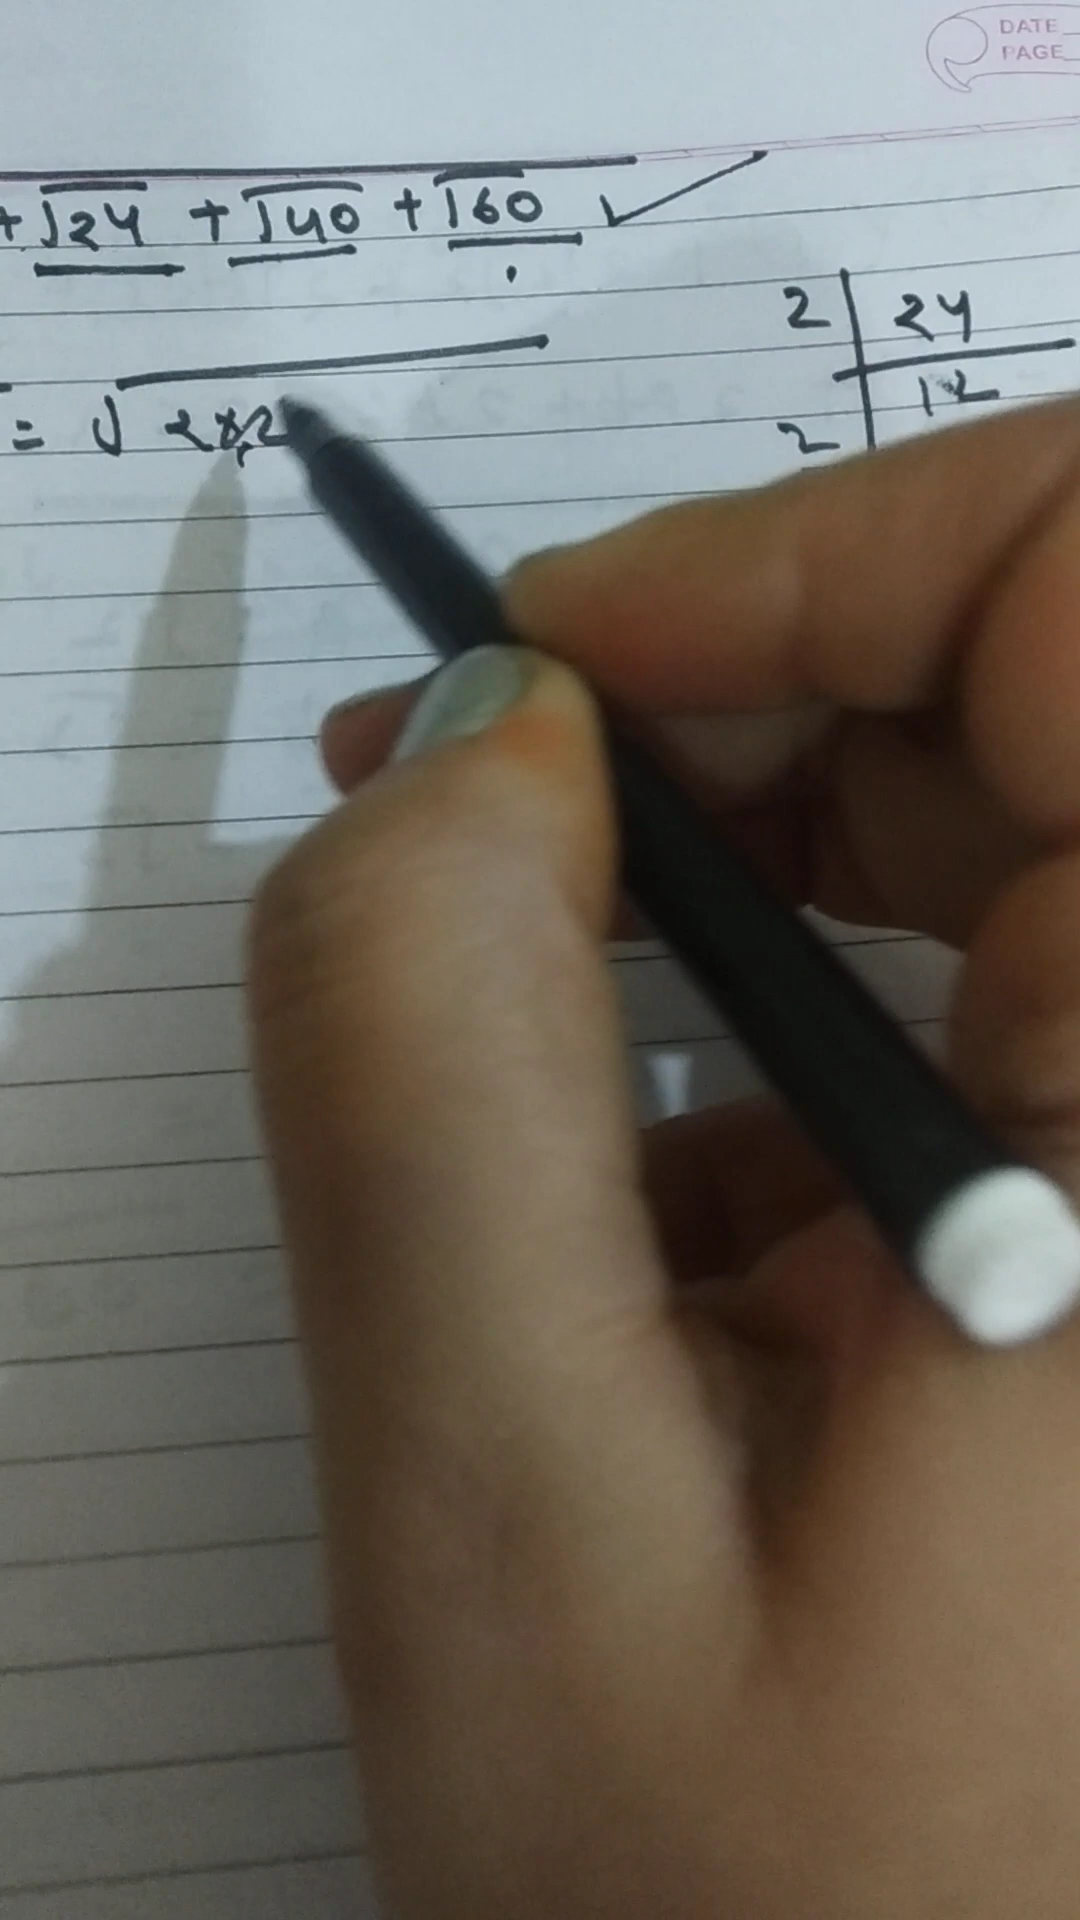 DATE
PAGE
+ √24 + √40 + √60 ✓
2 | 24
= √2×2
2 | 12